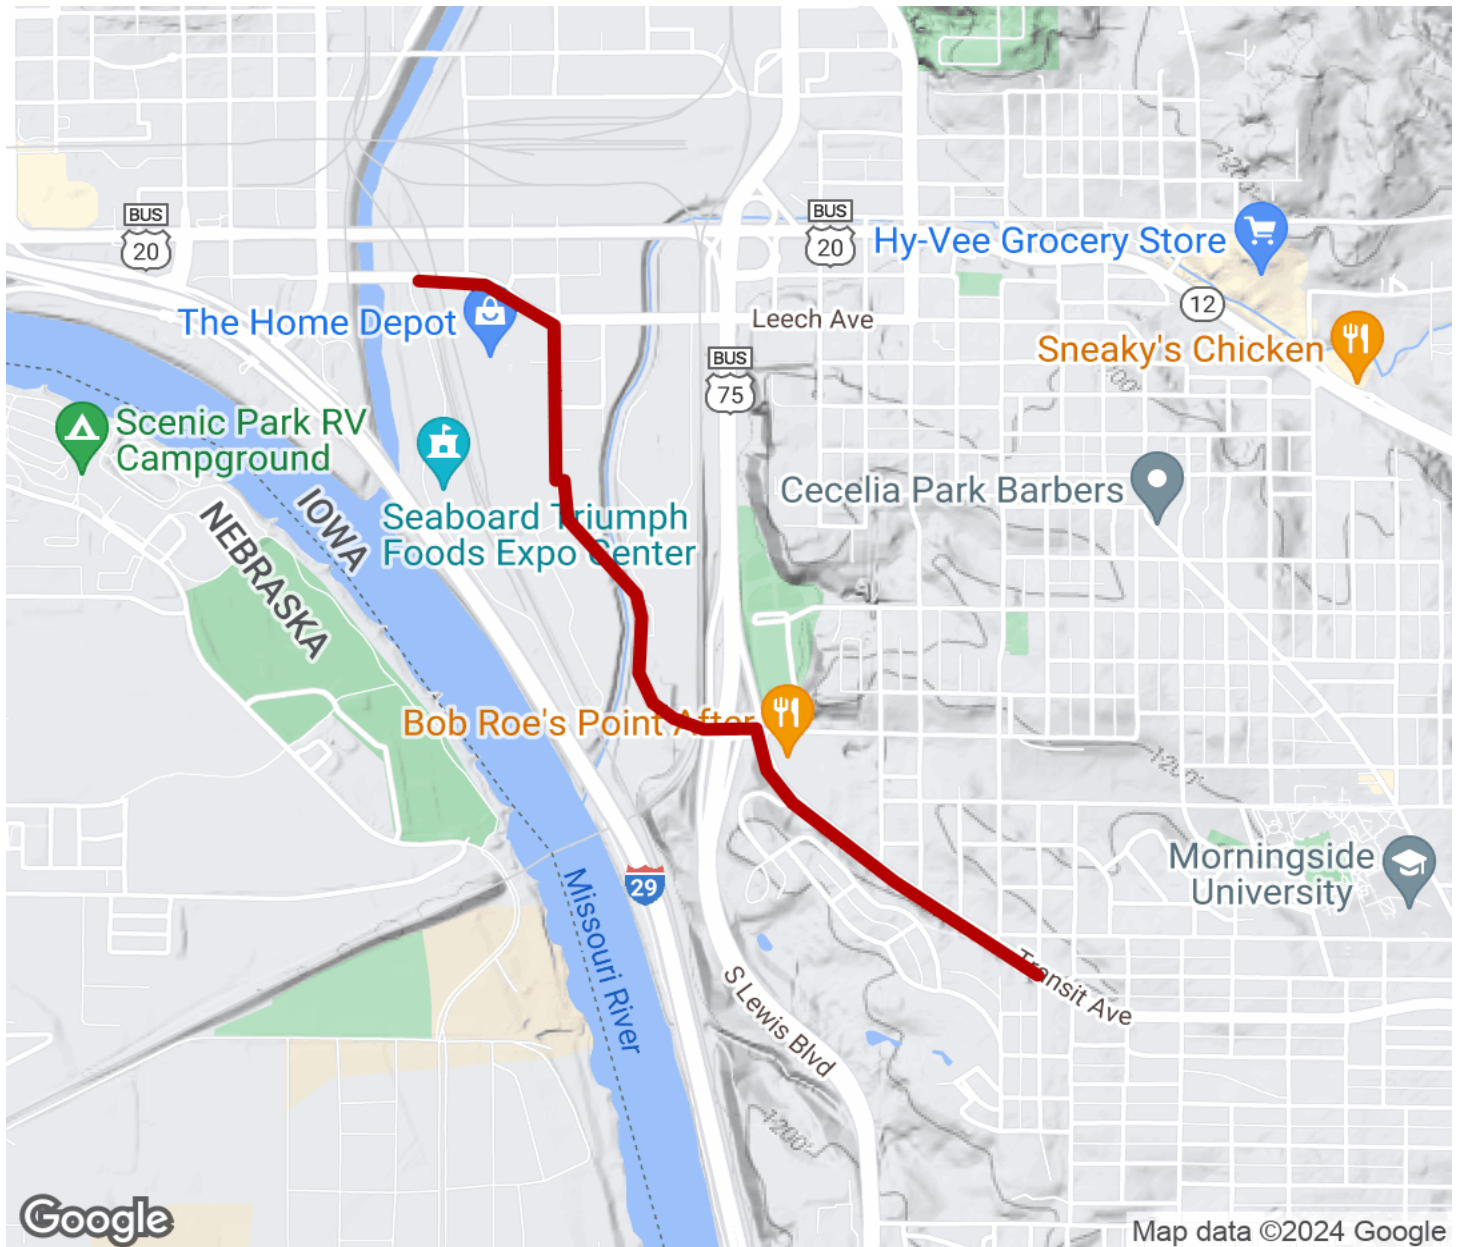 BUS
20
BUS
20
Hy-Vee Grocery Store
12
The Home Depot
Leech Ave
Sneaky's Chicken
BUS
75
Scenic Park RV
Campground
IOWA
NEBRASKA
Cecelia Park Barbers
Seaboard Triumph
Foods Expo Center
Bob Roe's Point After
1200'
Morningside
University
29
Missouri River
Transit Ave
S Lewis Blvd
1200'
Google
Map data ©2024 Google